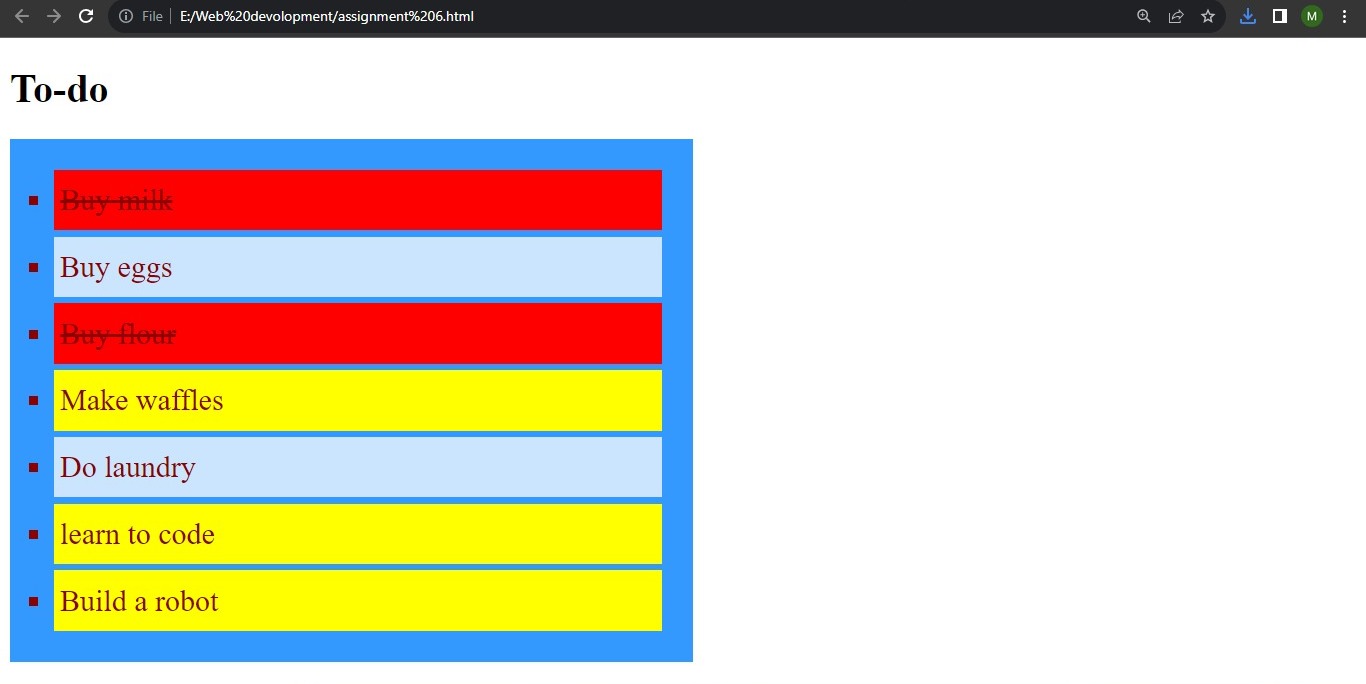 File
E:/Web%20devolopment/assignment%206.html
M
To-do
Buy milk
Buy eggs
Buy flour
Make waffles
Do laundry
learn to code
Build a robot